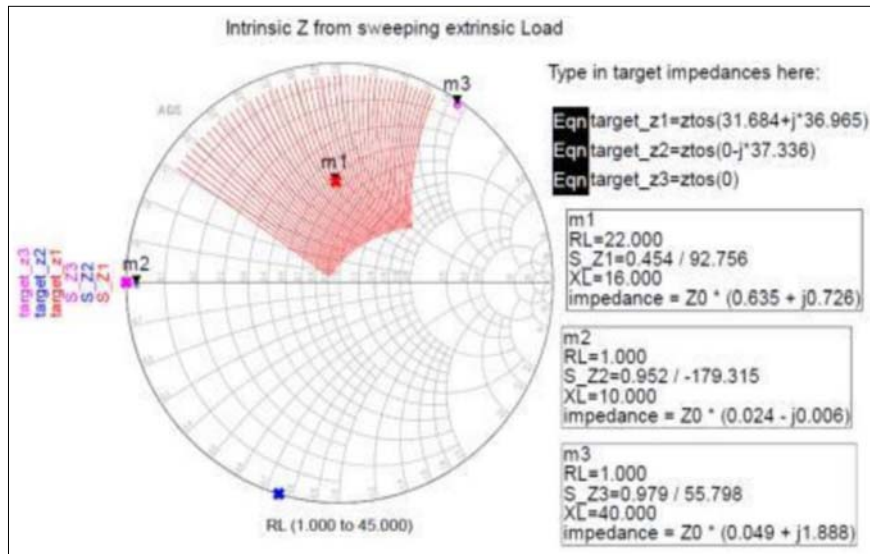 Intrinsic Z from sweeping extrinsic Load
m3
ADS
m1
m2
target_z3
target_z2
target_z1
S_Z3
S_Z2
S_Z1
RL (1.000 to 45.000)
Type in target impedances here:
Eqn target_z1=ztos(31.684+j*36.965)
Eqn target_z2=ztos(0-j*37.336)
Eqn target_z3=ztos(0)
m1
RL=22.000
S_Z1=0.454 / 92.756
XL=16.000
impedance = Z0 * (0.635 + j0.726)
m2
RL=1.000
S_Z2=0.952 / -179.315
XL=10.000
impedance = Z0 * (0.024 - j0.006)
m3
RL=1.000
S_Z3=0.979 / 55.798
XL=40.000
impedance = Z0 * (0.049 + j1.888)